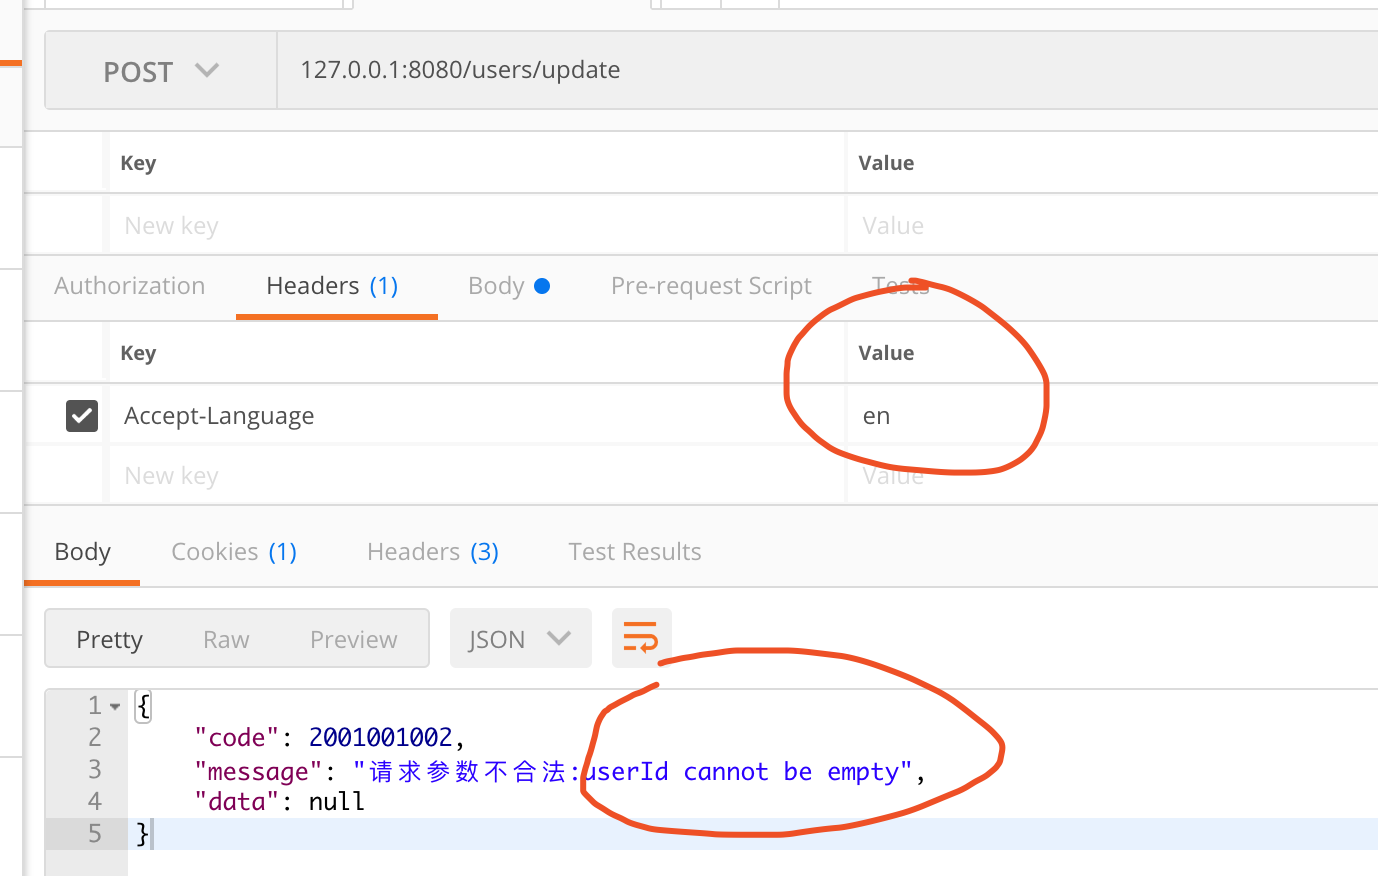 POST 127.0.0.1:8080/users/update
Key Value
New key Value
Authorization Headers (1) Body Pre-request Script Tests
Key Value
Accept-Language en
New key Value
Body Cookies (1) Headers (3) Test Results
Pretty Raw Preview JSON
1 {
2 "code": 2001001002,
3 "message": "请求参数不合法:userId cannot be empty",
4 "data": null
5 }